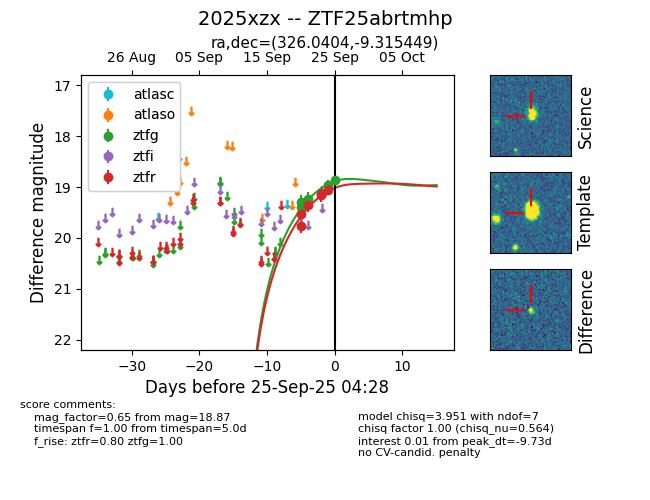 2025xzx -- ZTF25abrtmhp
ra,dec=(326.0404,-9.315449)
26 Aug 05 Sep 15 Sep 25 Sep 05 Oct
17
18
19
20
21
22
Difference magnitude
atlasc
atlaso
ztfg
ztfi
ztfr
−30 −20 −10 0 10
Days before 25-Sep-25 04:28
Science
Template
Difference
score comments:
mag_factor=0.65 from mag=18.87
timespan f=1.00 from timespan=5.0d
f_rise: ztfr=0.80 ztfg=1.00
model chisq=3.951 with ndof=7
chisq factor 1.00 (chisq_nu=0.564)
interest 0.01 from peak_dt=-9.73d
no CV-candid. penalty